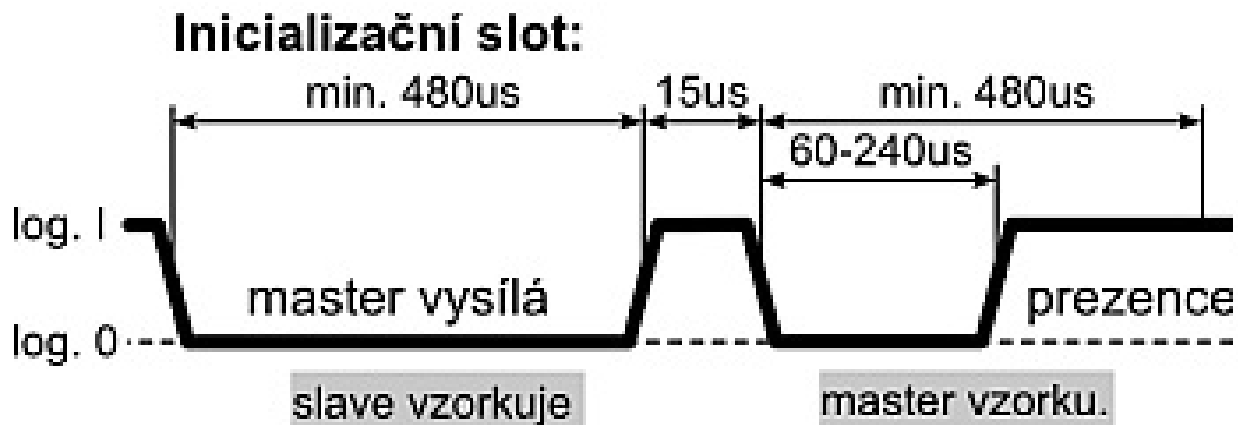 Inicializační slot:
min. 480us 15us min. 480us
60-240us
log. I
master vysílá prezence
log. 0
slave vzorkuje master vzorku.